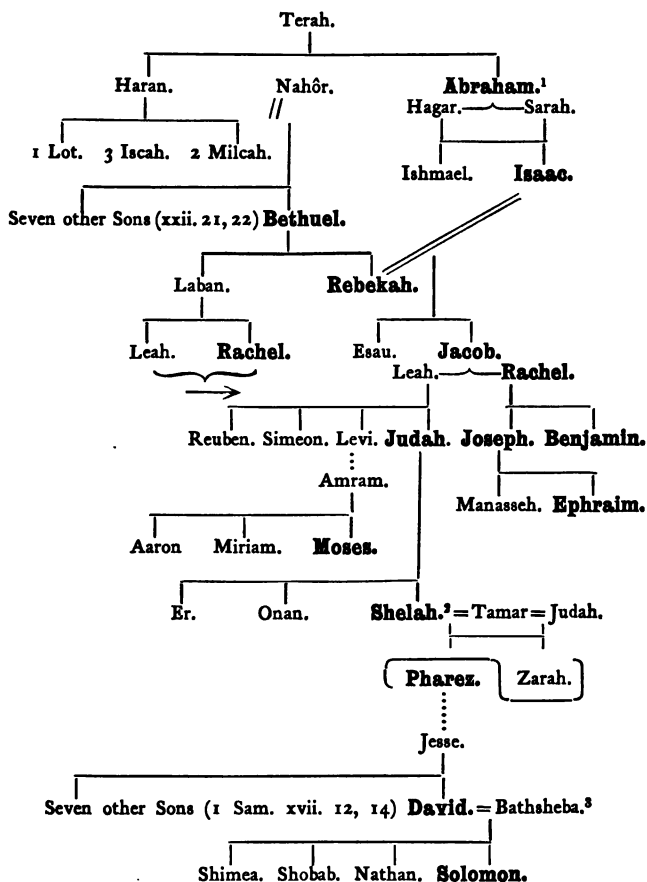 Terah.
Haran. Nahôr. Abraham.¹
Hagar. Sarah.
1 Lot. 3 Iscah. 2 Milcah.
Ishmael. Isaac.
Seven other Sons (xxii. 21, 22) Bethuel.
Laban. Rebekah.
Leah. Rachel. Esau. Jacob.
Leah. Rachel.
Reuben. Simeon. Levi. Judah. Joseph. Benjamin.
Amram.
Manasseh. Ephraim.
Aaron Miriam. Moses.
Er. Onan. Shelah.² = Tamar = Judah.
Pharez. Zarah.
Jesse.
Seven other Sons (1 Sam. xvii. 12, 14) David. = Bathsheba.³
Shimea. Shobab. Nathan. Solomon.